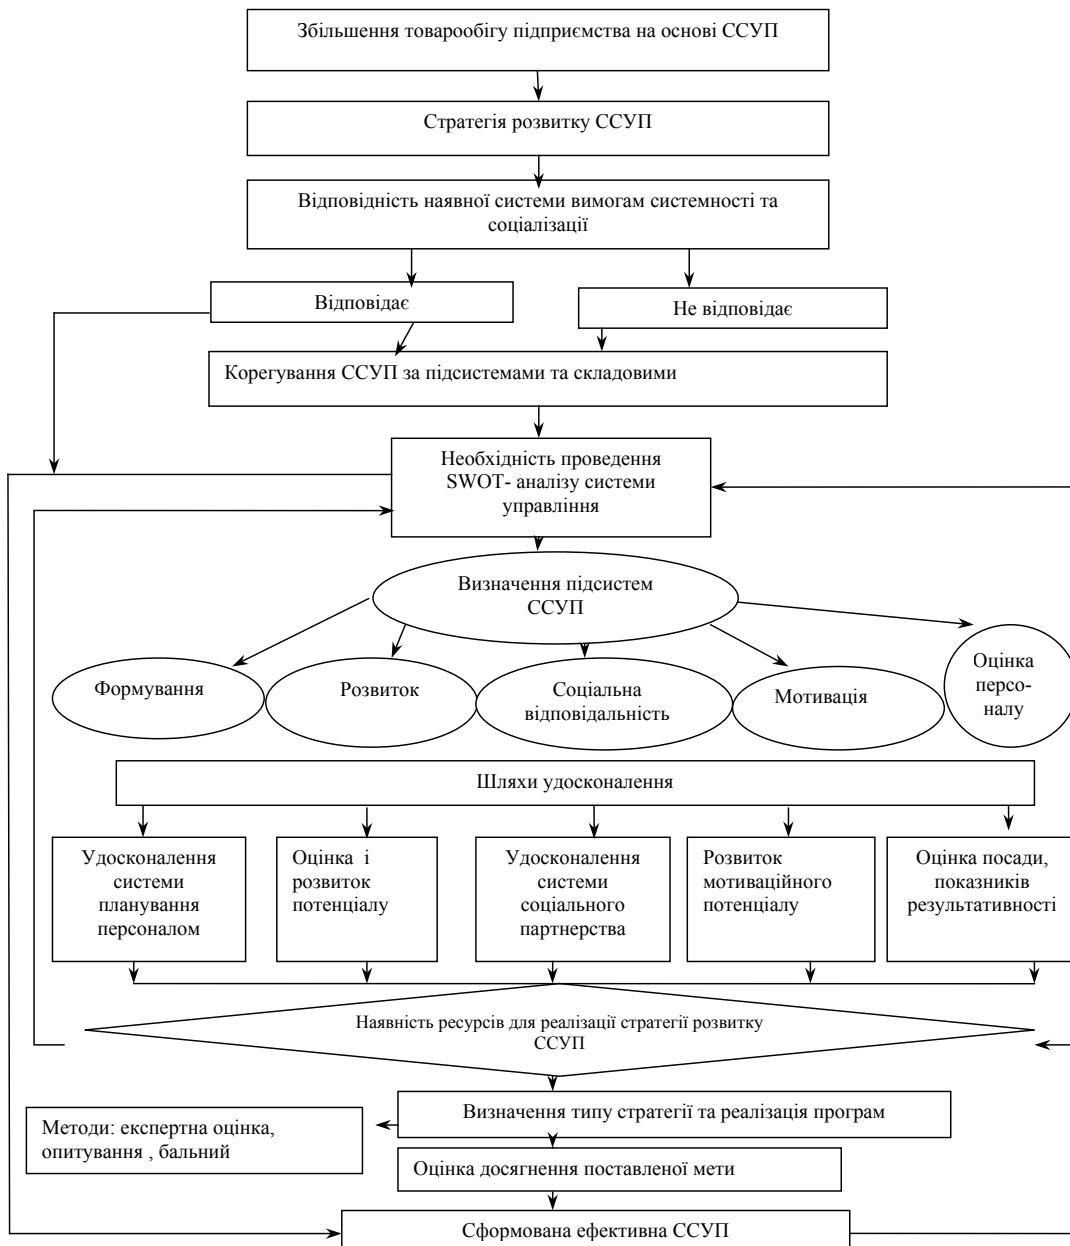 Збільшення товарообігу підприємства на основі ССУП
Стратегія розвитку ССУП
Відповідність наявної системи вимогам системності та
соціалізації
Відповідає
Не відповідає
Корегування ССУП за підсистемами та складовими
Необхідність проведення
SWOT- аналізу системи
управління
Визначення підсистем
ССУП
Формування
Розвиток
Соціальна
відповідальність
Мотивація
Оцінка
персо-
налу
Шляхи удосконалення
Удосконалення
системи
планування
персоналом
Оцінка і
розвиток
потенціалу
Удосконалення
системи
соціального
партнерства
Розвиток
мотиваційного
потенціалу
Оцінка посади,
показників
результативності
Наявність ресурсів для реалізації стратегії розвитку
ССУП
Визначення типу стратегії та реалізація програм
Методи: експертна оцінка,
опитування , бальний
Оцінка досягнення поставленої мети
Сформована ефективна ССУП